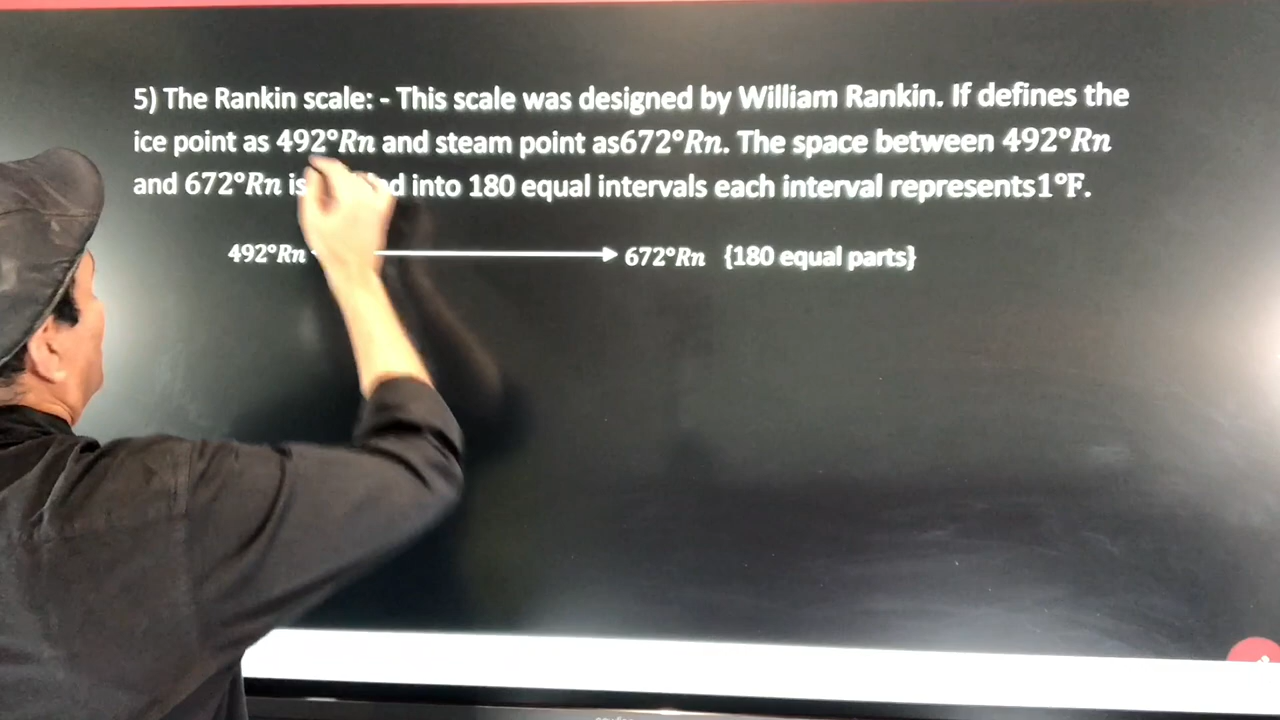 5) The Rankin scale: - This scale was designed by William Rankin. If defines the
ice point as 492°Rn and steam point as672°Rn. The space between 492°Rn
and 672°Rn is into 180 equal intervals each interval represents1°F.
492°Rn 672°Rn {180 equal parts}